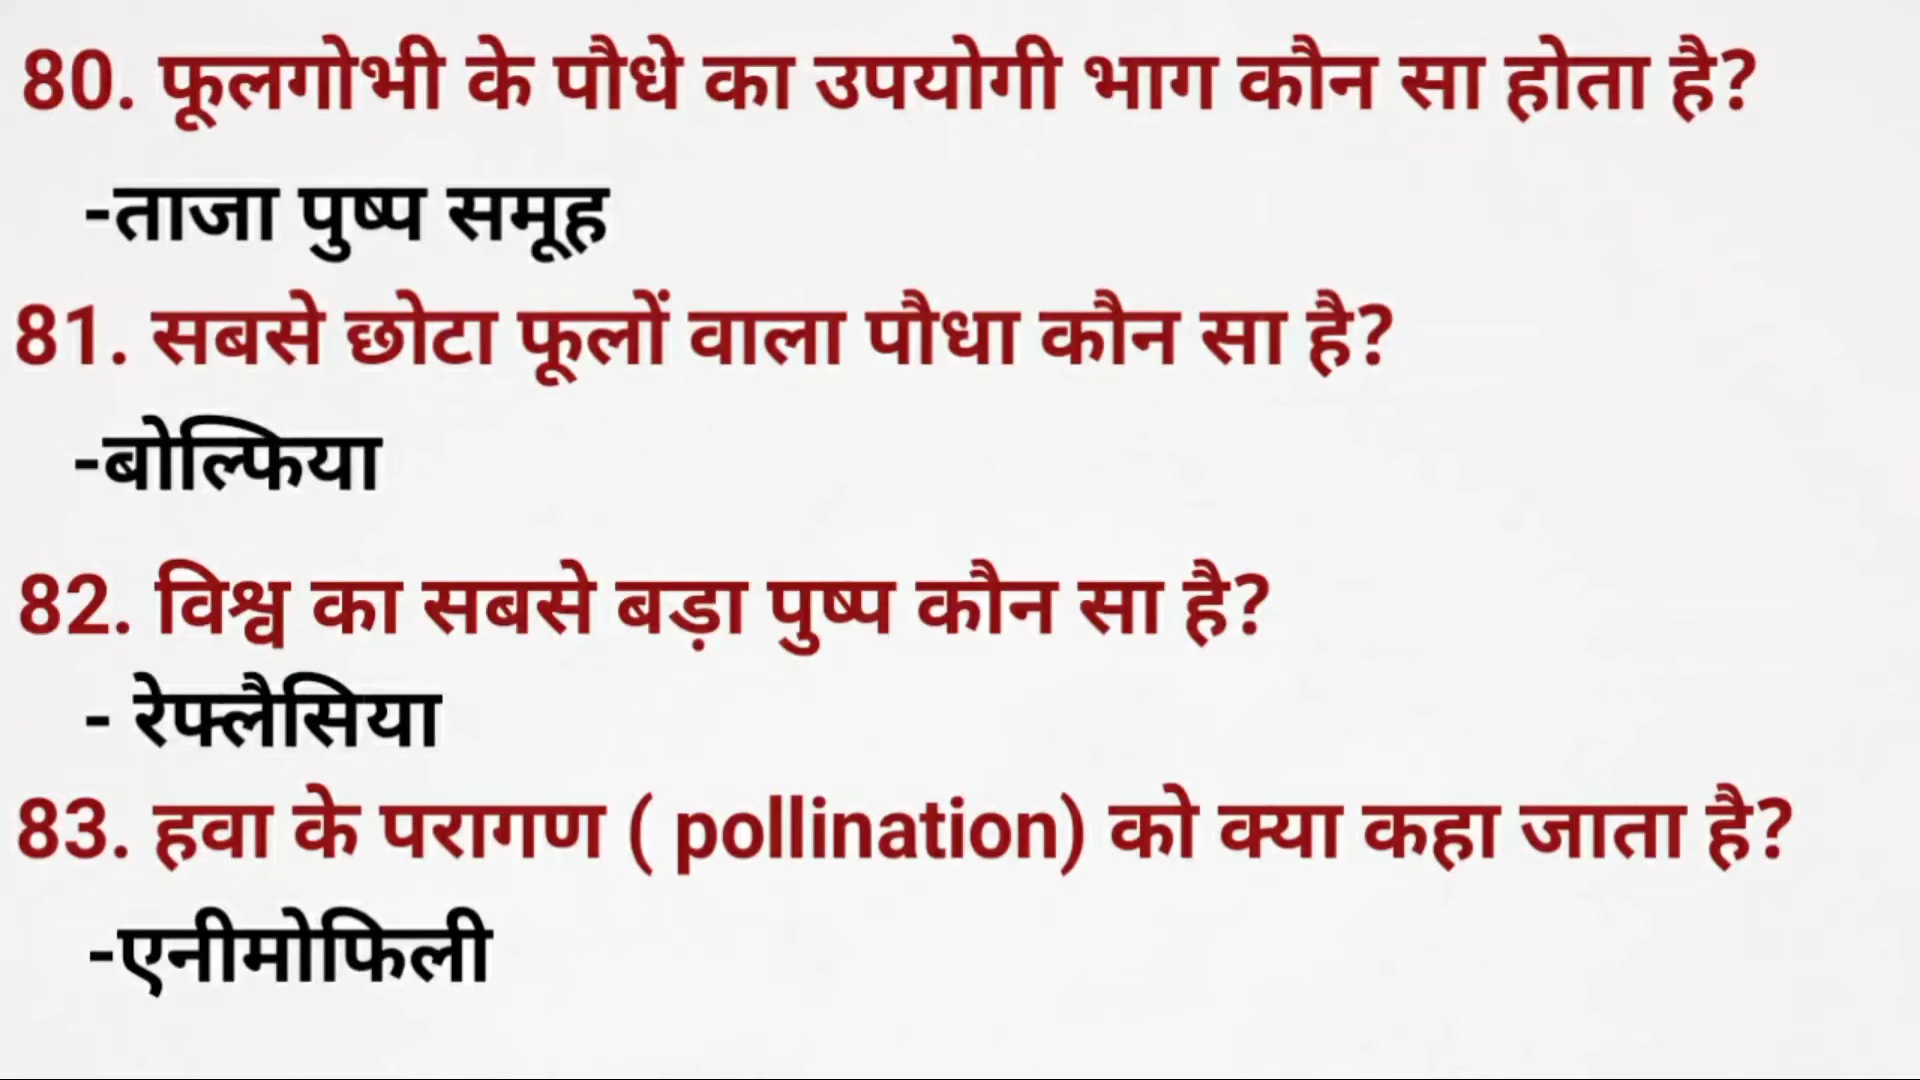 80. फूलगोभी के पौधे का उपयोगी भाग कौन सा होता है?
-ताजा पुष्प समूह
81. सबसे छोटा फूलों वाला पौधा कौन सा है?
-बोल्फिया
82. विश्व का सबसे बड़ा पुष्प कौन सा है?
- रेफ्लैसिया
83. हवा के परागण ( pollination) को क्या कहा जाता है?
-एनीमोफिली